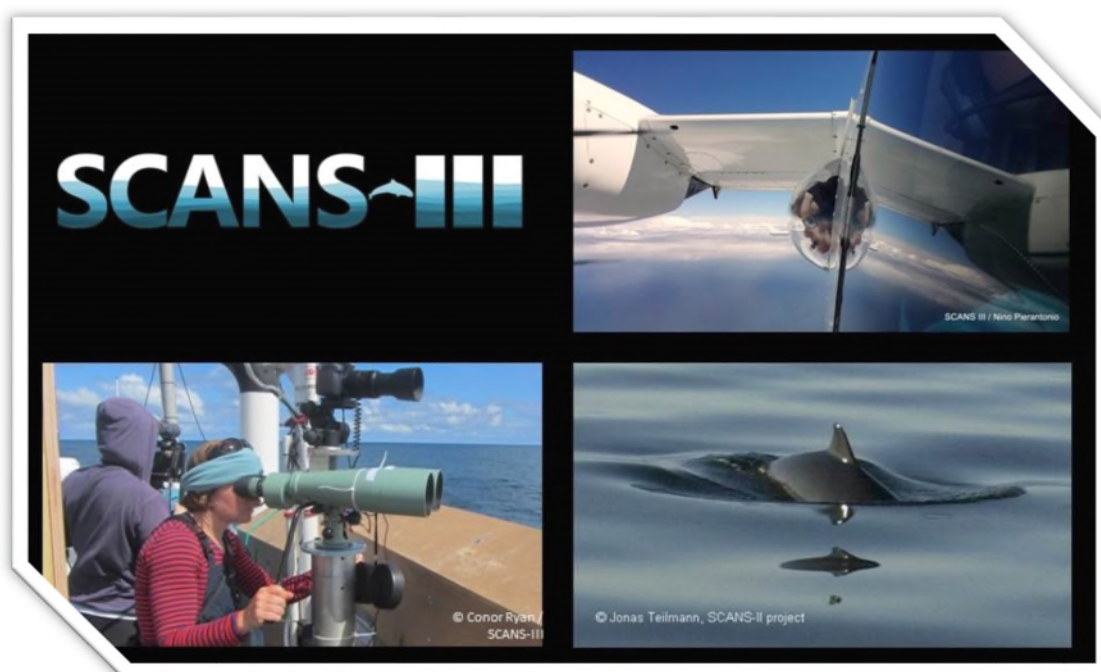 SCANS-III
SCANS III / Nino Pierantonio
© Conor Ryan /
SCANS-III
© Jonas Teilmann, SCANS-II project